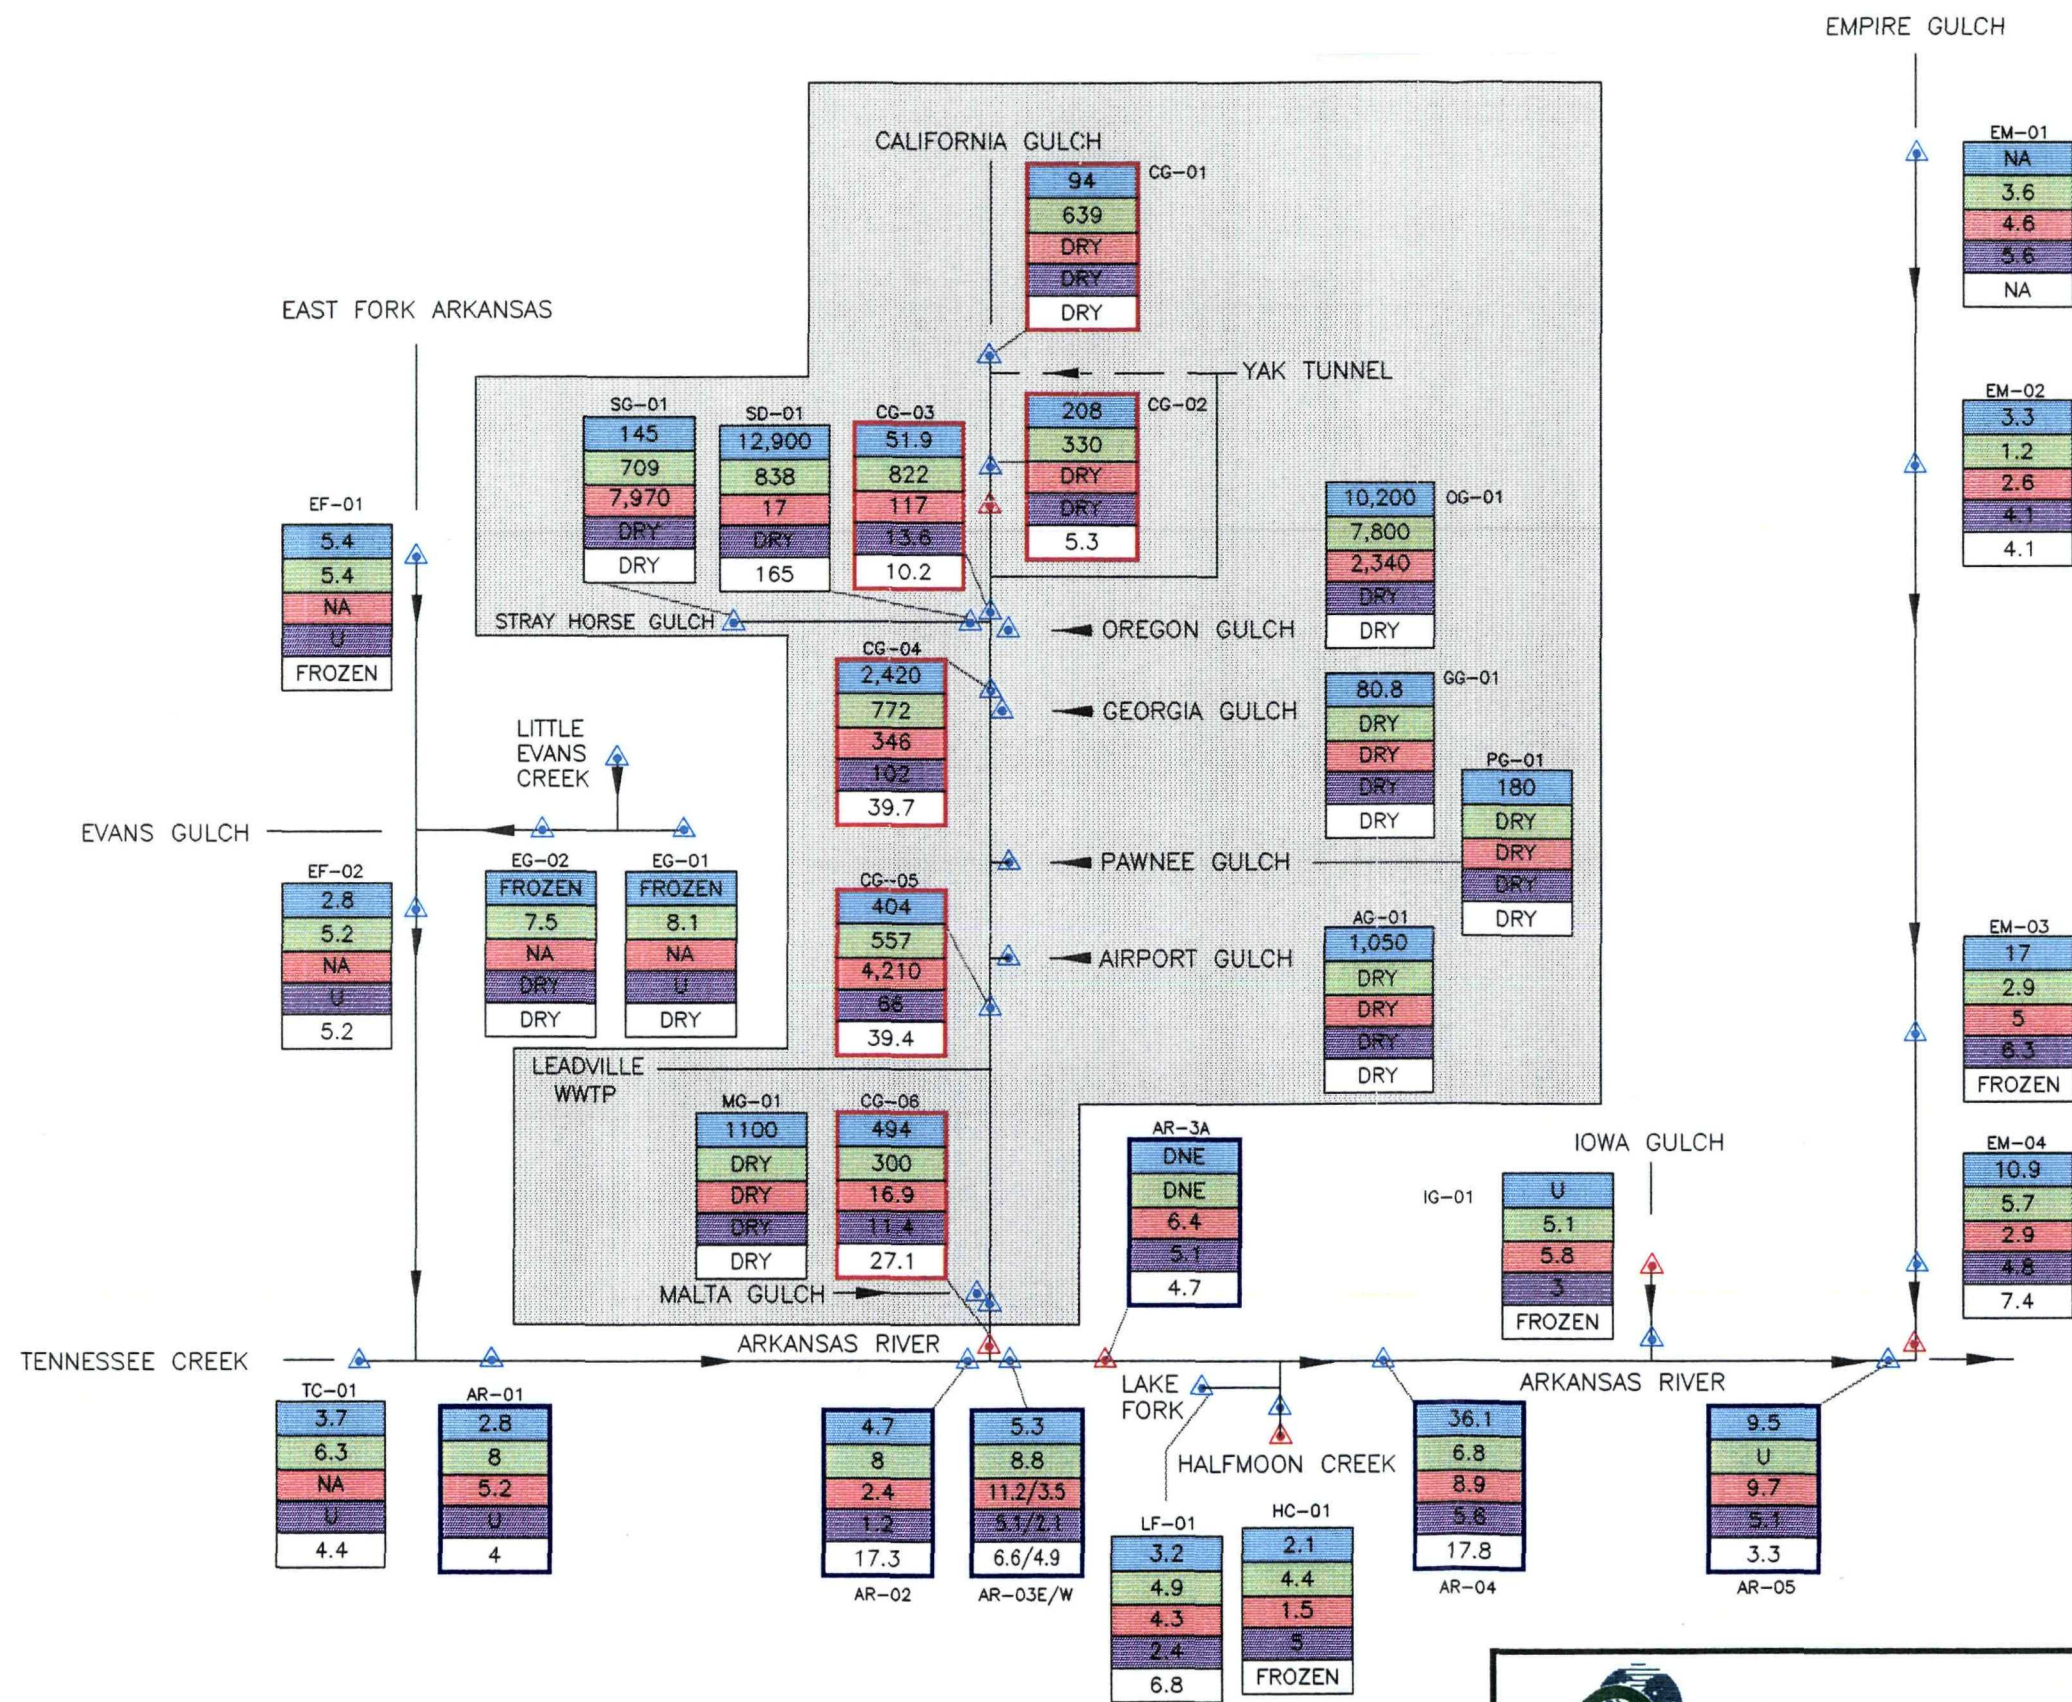 EMPIRE GULCH
EM-01
NA
3.6
4.6
5.6
NA
CALIFORNIA GULCH
CG-01
94
639
DRY
DRY
DRY
EAST FORK ARKANSAS
YAK TUNNEL
SG-01
145
709
7,970
DRY
DRY
SD-01
12,900
838
17
DRY
165
CG-03
51.9
822
117
13.6
10.2
CG-02
208
330
DRY
DRY
5.3
EM-02
3.3
1.2
2.6
4.1
4.1
EF-01
5.4
5.4
NA
U
FROZEN
OG-01
10,200
7,800
2,340
DRY
DRY
STRAY HORSE GULCH
OREGON GULCH
CG-04
2,420
772
346
102
39.7
GEORGIA GULCH
GG-01
80.8
DRY
DRY
DRY
DRY
LITTLE
EVANS
CREEK
EVANS GULCH
PG-01
180
DRY
DRY
DRY
DRY
PAWNEE GULCH
EF-02
2.8
5.2
NA
U
5.2
EG-02
FROZEN
7.5
NA
DRY
DRY
EG-01
FROZEN
8.1
NA
U
DRY
CG-05
404
557
4,210
66
39.4
AIRPORT GULCH
AG-01
1,050
DRY
DRY
DRY
DRY
EM-03
17
2.9
5
6.3
FROZEN
LEADVILLE
WWTP
MG-01
1100
DRY
DRY
DRY
DRY
CG-06
494
300
16.9
11.4
27.1
AR-3A
DNE
DNE
6.4
5.1
4.7
IOWA GULCH
IG-01
U
5.1
5.8
3
FROZEN
EM-04
10.9
5.7
2.9
4.8
7.4
MALTA GULCH
ARKANSAS RIVER
TENNESSEE CREEK
LAKE
FORK
ARKANSAS RIVER
TC-01
3.7
6.3
NA
U
4.4
AR-01
2.8
8
5.2
U
4
4.7
8
2.4
1.2
17.3
AR-02
5.3
8.8
11.2/3.5
5.1/2.1
6.6/4.9
AR-03E/W
HALFMOON CREEK
LF-01
3.2
4.9
4.3
2.4
6.8
HC-01
2.1
4.4
1.5
5
FROZEN
36.1
6.8
8.9
5.6
17.8
AR-04
9.5
U
9.7
5.1
3.3
AR-05